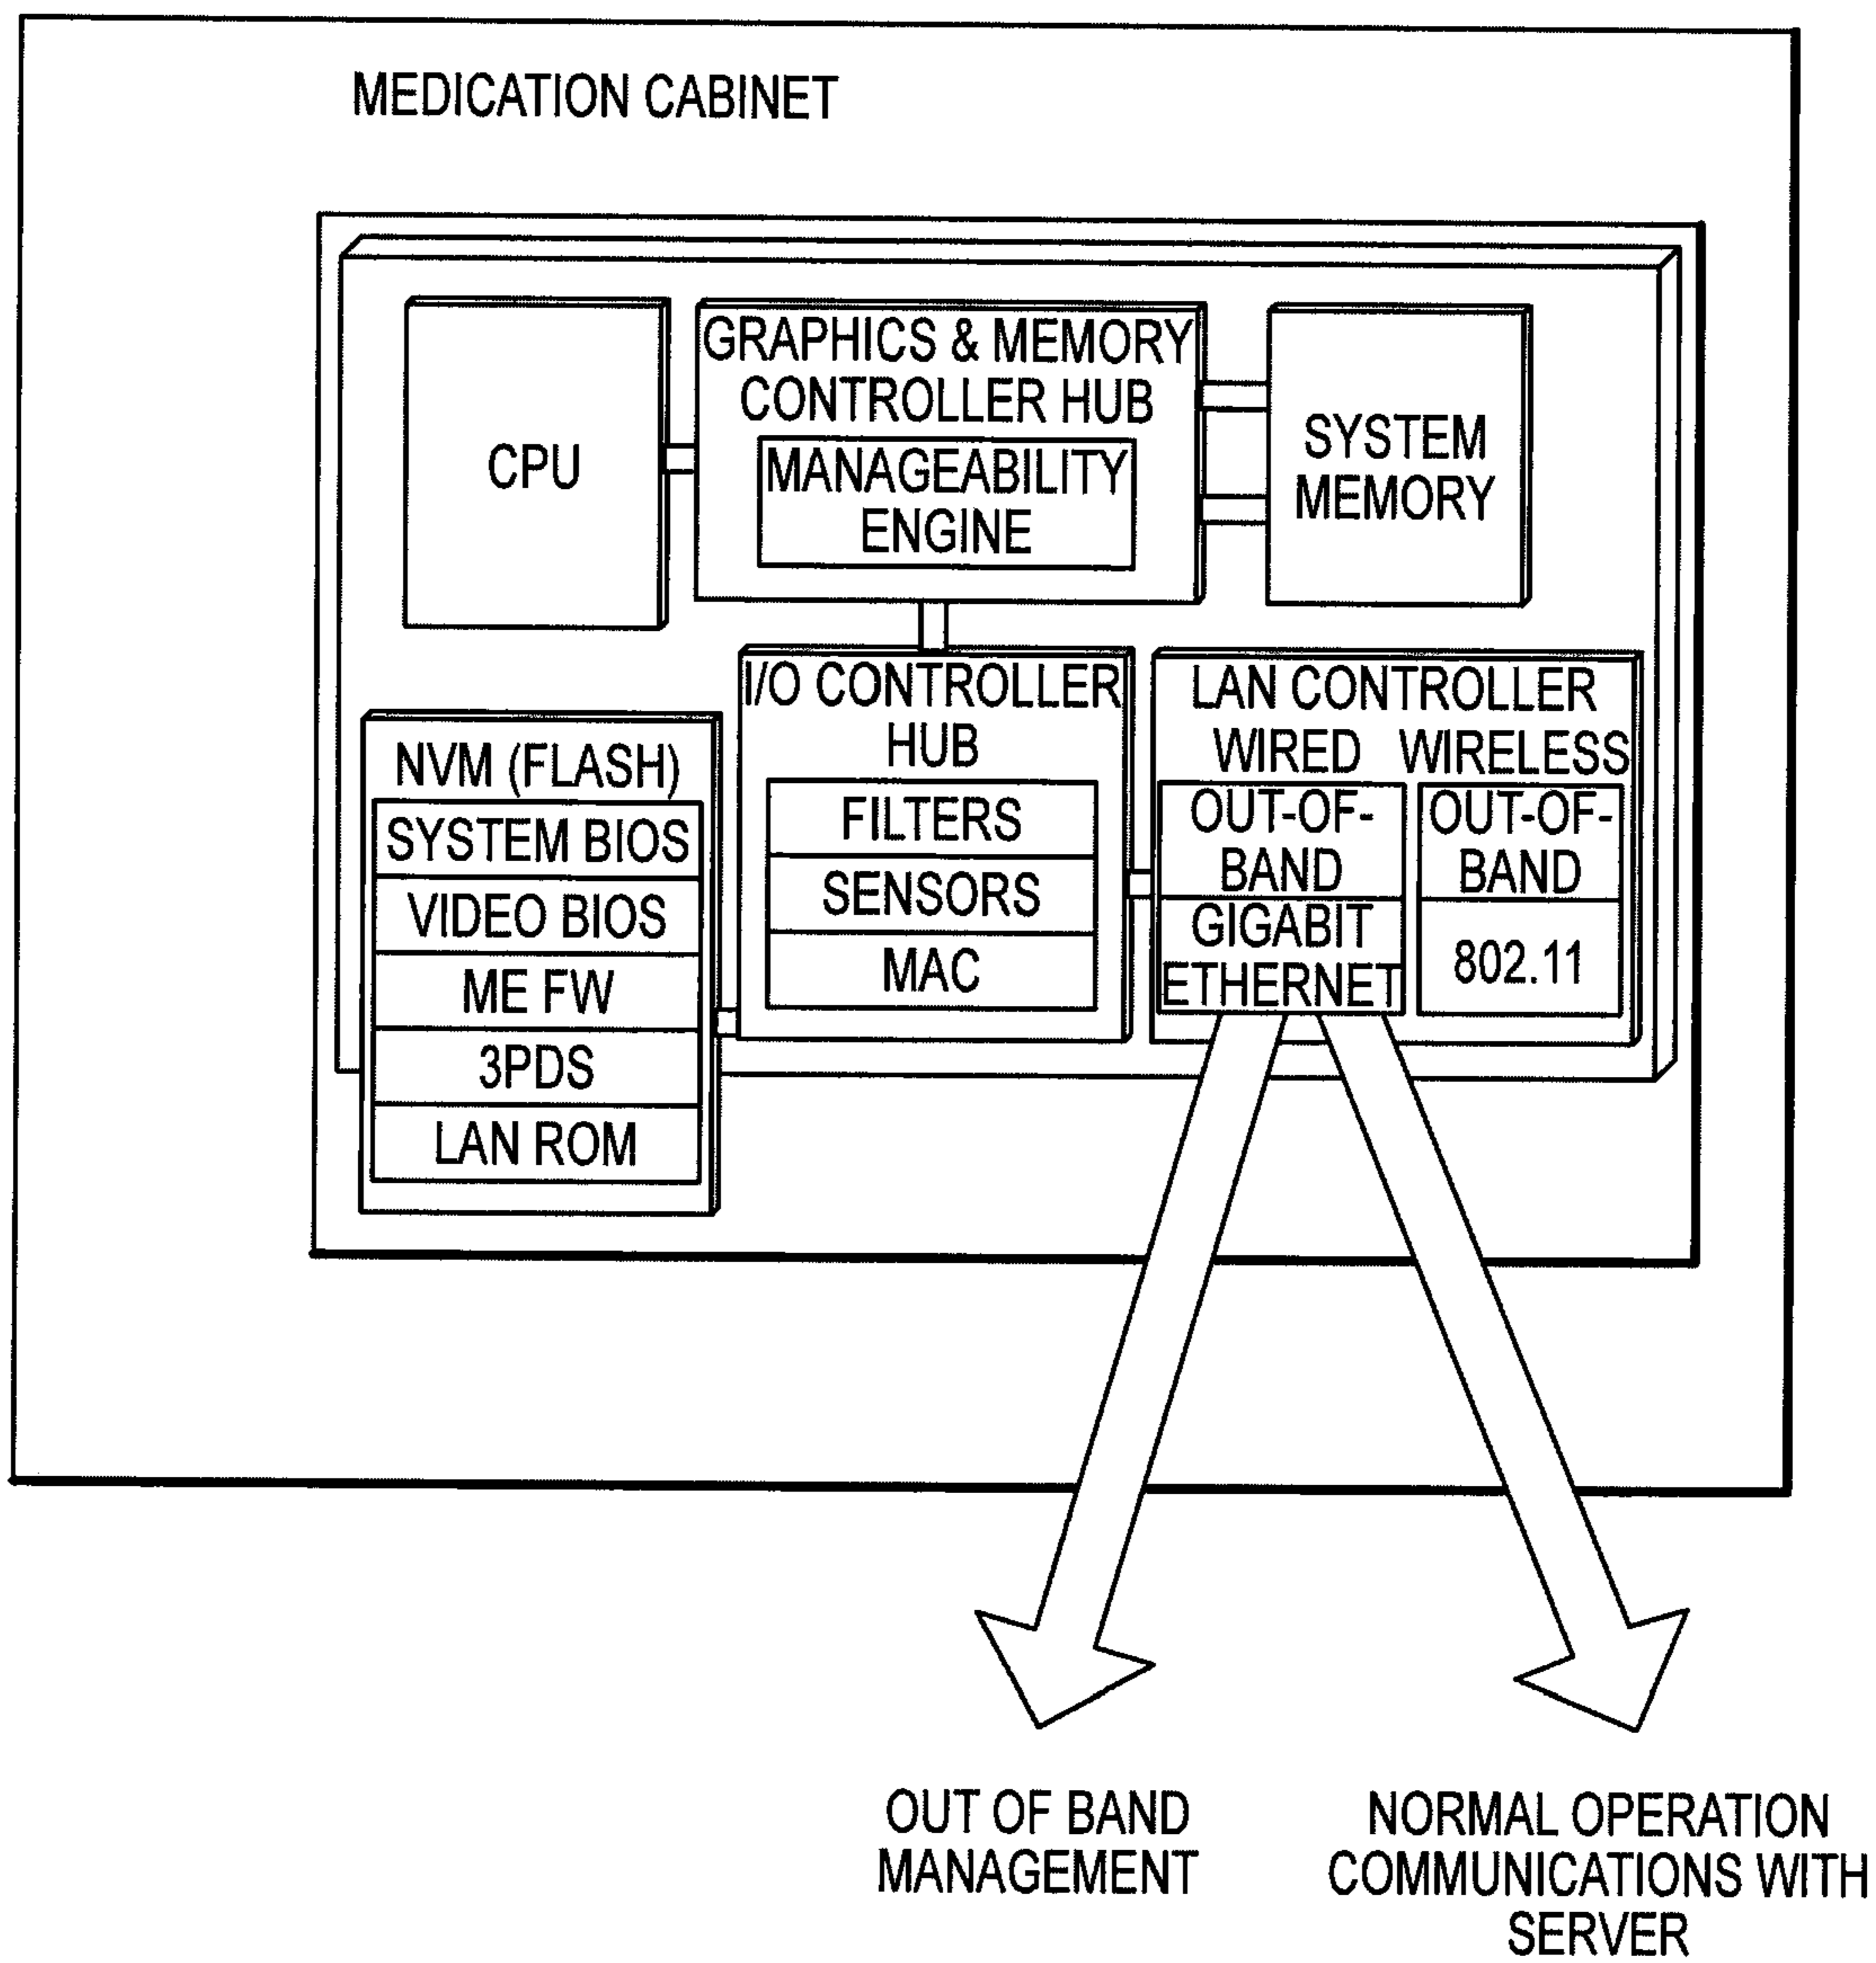 MEDICATION CABINET
CPU
GRAPHICS & MEMORY
CONTROLLER HUB
MANAGEABILITY
ENGINE
SYSTEM
MEMORY
NVM (FLASH)
SYSTEM BIOS
VIDEO BIOS
ME FW
3PDS
LAN ROM
I/O CONTROLLER
HUB
FILTERS
SENSORS
MAC
LAN CONTROLLER
WIRED WIRELESS
OUT-OF-
BAND
GIGABIT
ETHERNET
OUT-OF-
BAND
802.11
OUT OF BAND
MANAGEMENT
NORMAL OPERATION
COMMUNICATIONS WITH
SERVER